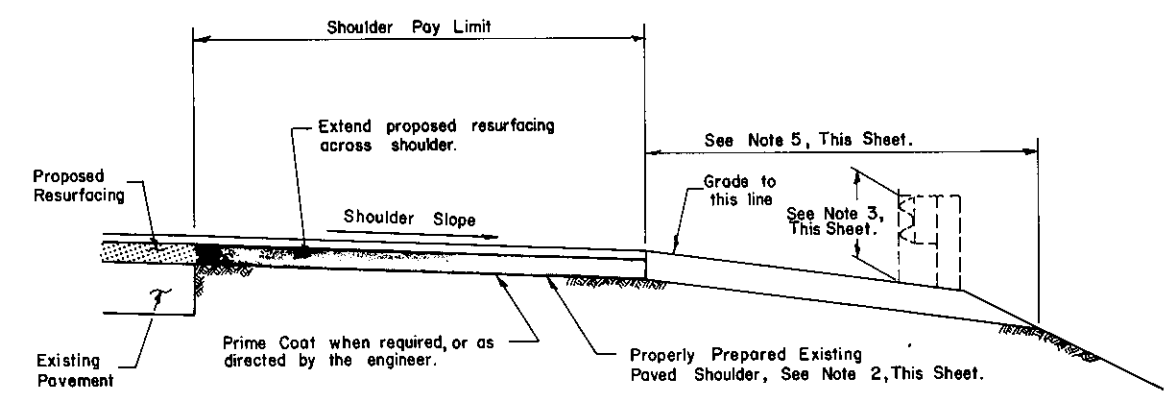 Shoulder Pay Limit
Extend proposed resurfacing
across shoulder.
See Note 5, This Sheet.
Proposed
Resurfacing
Grade to
this line
Shoulder Slope
See Note 3,
This Sheet.
Prime Coat when required, or as
directed by the engineer.
Properly Prepared Existing
Paved Shoulder, See Note 2, This Sheet.
Existing
Pavement